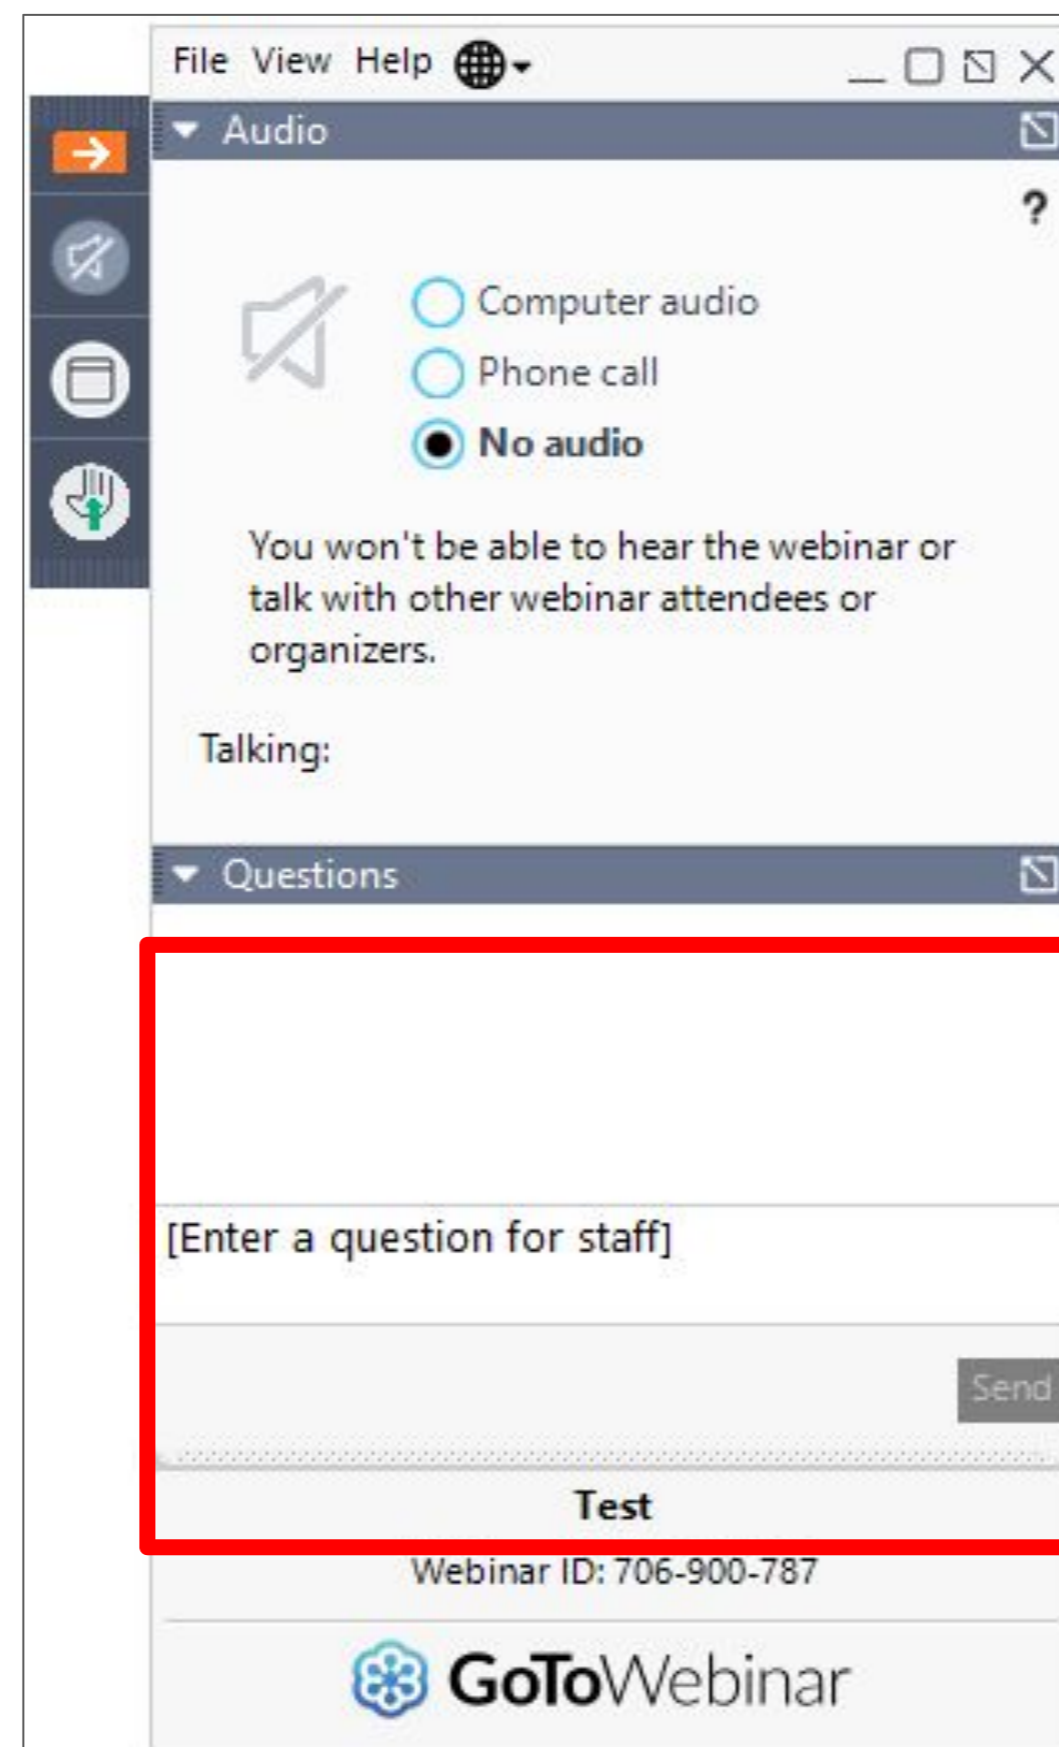 File View Help
Audio
?
Computer audio
Phone call
No audio
You won't be able to hear the webinar or
talk with other webinar attendees or
organizers.
Talking:
Questions
[Enter a question for staff]
Send
Test
Webinar ID: 706-900-787
GoToWebinar